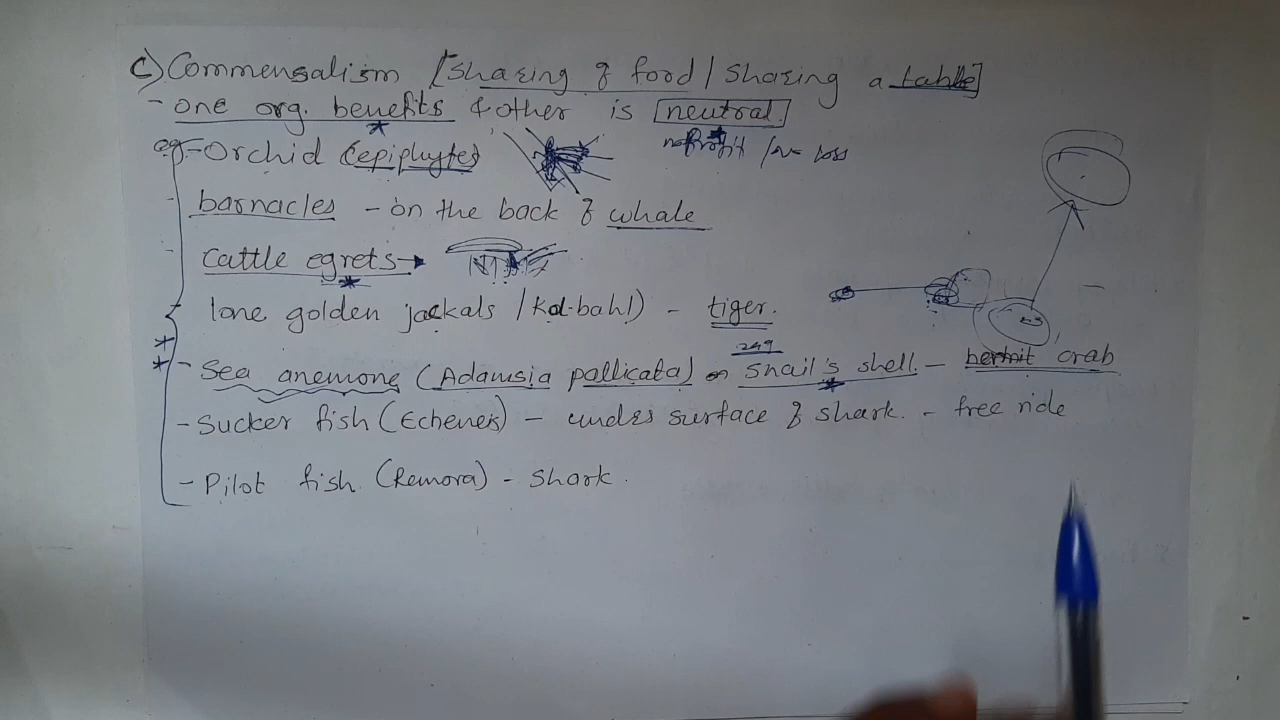 C) Commensalism [sharing of food / sharing a table]
- one org. benefits & other is neutral.
no profit / no loss
eg - Orchid (epiphyte)
- barnacles - on the back of whale
- Cattle egrets →
lone golden jackals / kol-bahl) - tiger.
- Sea anemone (Adamsia pallicata) on Snail's shell - hermit crab
- Sucker fish (Echeneis) - under surface of shark. - free ride
- Pilot fish (Remora) - shark.